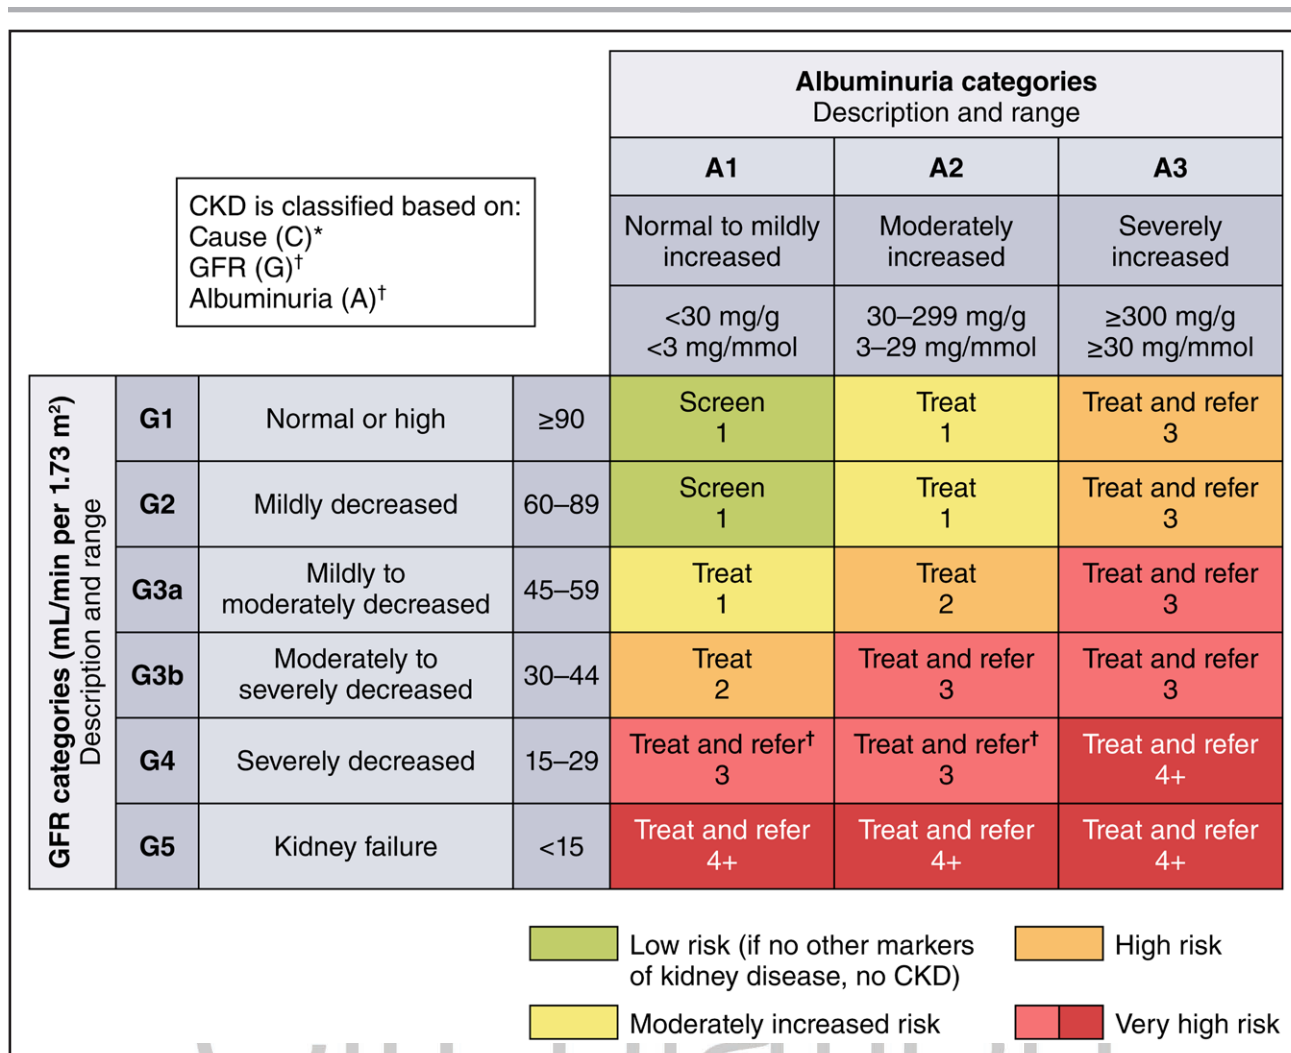 Albuminuria categories
Description and range
A1
A2
A3
CKD is classified based on:
Cause (C)*
GFR (G)†
Albuminuria (A)†
Normal to mildly
increased
Moderately
increased
Severely
increased
<30 mg/g
<3 mg/mmol
30–299 mg/g
3–29 mg/mmol
≥300 mg/g
≥30 mg/mmol
GFR categories (mL/min per 1.73 m²)
Description and range
G1
Normal or high
≥90
Screen
1
Treat
1
Treat and refer
3
G2
Mildly decreased
60–89
Screen
1
Treat
1
Treat and refer
3
G3a
Mildly to
moderately decreased
45–59
Treat
1
Treat
2
Treat and refer
3
G3b
Moderately to
severely decreased
30–44
Treat
2
Treat and refer
3
Treat and refer
3
G4
Severely decreased
15–29
Treat and refer†
3
Treat and refer†
3
Treat and refer
4+
G5
Kidney failure
<15
Treat and refer
4+
Treat and refer
4+
Treat and refer
4+
Low risk (if no other markers
of kidney disease, no CKD)
High risk
Moderately increased risk
Very high risk